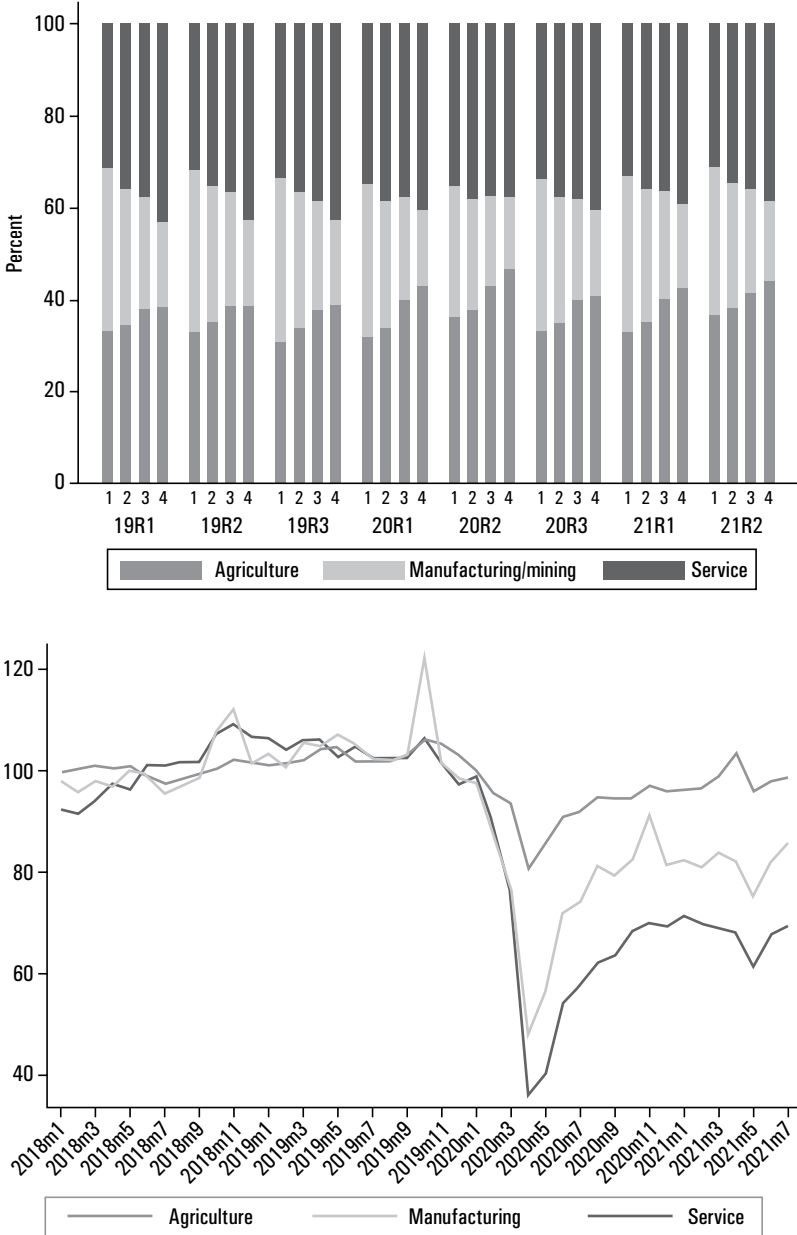 100
80
60
40
20
0
Percent
1 2 3 4 1 2 3 4 1 2 3 4 1 2 3 4 1 2 3 4 1 2 3 4 1 2 3 4 1 2 3 4
19R1 19R2 19R3 20R1 20R2 20R3 21R1 21R2
Agriculture Manufacturing/mining Service
120
100
80
60
40
2018m1 2018m3 2018m5 2018m7 2018m9 2018m11 2019m1 2019m3 2019m5 2019m7 2019m9 2019m11 2020m1 2020m3 2020m5 2020m7 2020m9 2020m11 2021m1 2021m3 2021m5 2021m7
Agriculture Manufacturing Service